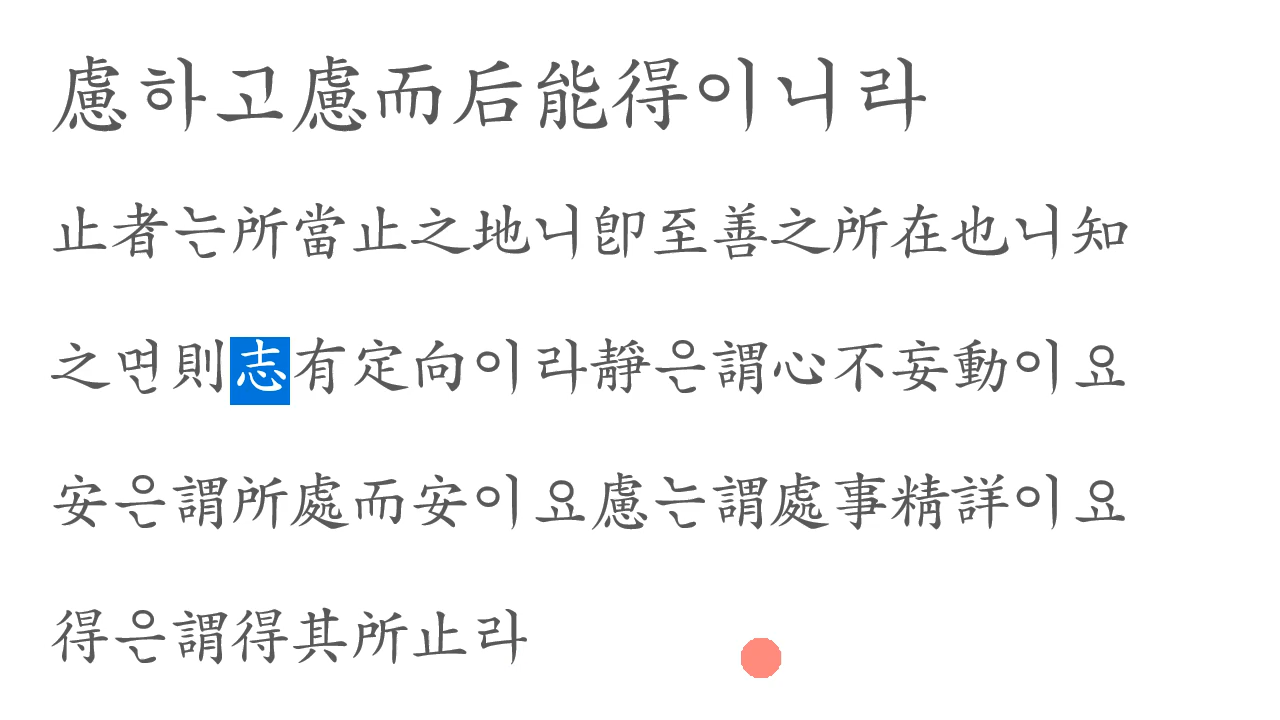 慮하고慮而后能得이니라
止者는所當止之地니卽至善之所在也니知
之면則志有定向이라靜은謂心不妄動이요
安은謂所處而安이요慮는謂處事精詳이요
得은謂得其所止라